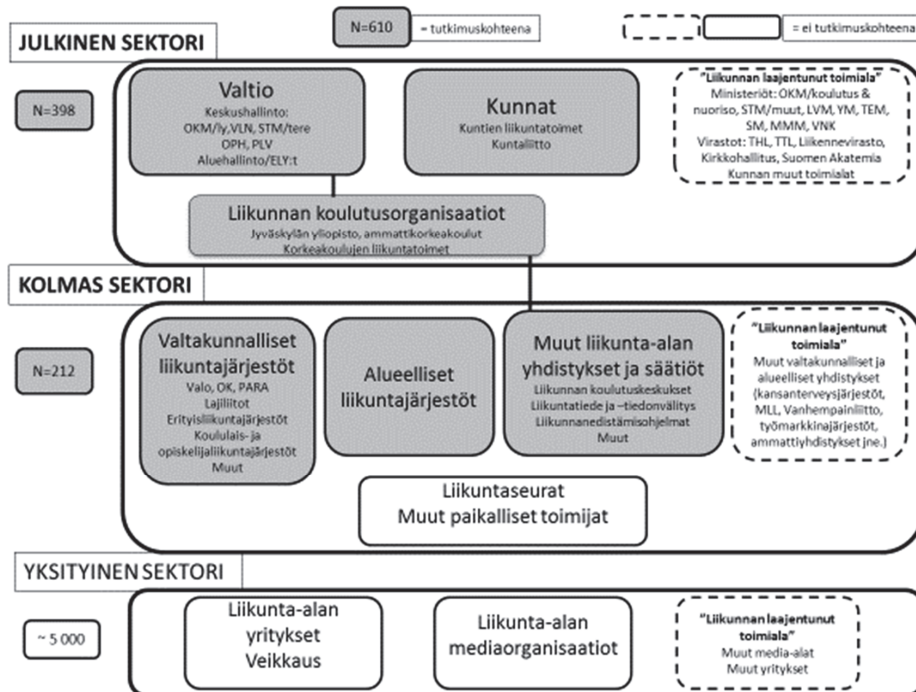 N=610
= tutkimuskohteena
= ei tutkimuskohteena
JULKINEN SEKTORI
N=398
Valtio
Keskushallinto:
OKM/ly,VLN, STM/tere
OPH, PLV
Aluehallinto/ELY:t
Kunnat
Kuntien liikuntatoimet
Kuntaliitto
"Liikunnan laajentunut toimiala"
Ministeriöt: OKM/koulutus &
nuoriso, STM/muut, LVM, YM, TEM,
SM, MMM, VNK
Virastot: THL, TTL, Liikennevirasto,
Kirkkohallitus, Suomen Akatemia
Kunnan muut toimialat
Liikunnan koulutusorganisaatiot
Jyväskylän yliopisto, ammattikorkeakoulut
Korkeakoulujen liikuntatoimet
KOLMAS SEKTORI
N=212
Valtakunnalliset
liikuntajärjestöt
Valo, OK, PARA
Lajiliitot
Erityisliikuntajärjestöt
Koululais- ja
opiskelijaliikuntajärjestöt
Muut
Alueelliset
liikuntajärjestöt
Muut liikunta-alan
yhdistykset ja säätiöt
Liikunnan koulutuskeskukset
Liikuntatiede ja –tiedonvälitys
Liikunnanedistämisohjelmat
Muut
"Liikunnan laajentunut
toimiala"
Muut valtakunnalliset ja
alueelliset yhdistykset
(kansanterveysjärjestöt,
MLL, Vanhempainliitto,
työmarkkinajärjestöt,
ammattiyhdistykset jne.)
Liikuntaseurat
Muut paikalliset toimijat
YKSITYINEN SEKTORI
~ 5 000
Liikunta-alan
yritykset
Veikkaus
Liikunta-alan
mediaorganisaatiot
"Liikunnan laajentunut
toimiala"
Muut media-alat
Muut yritykset